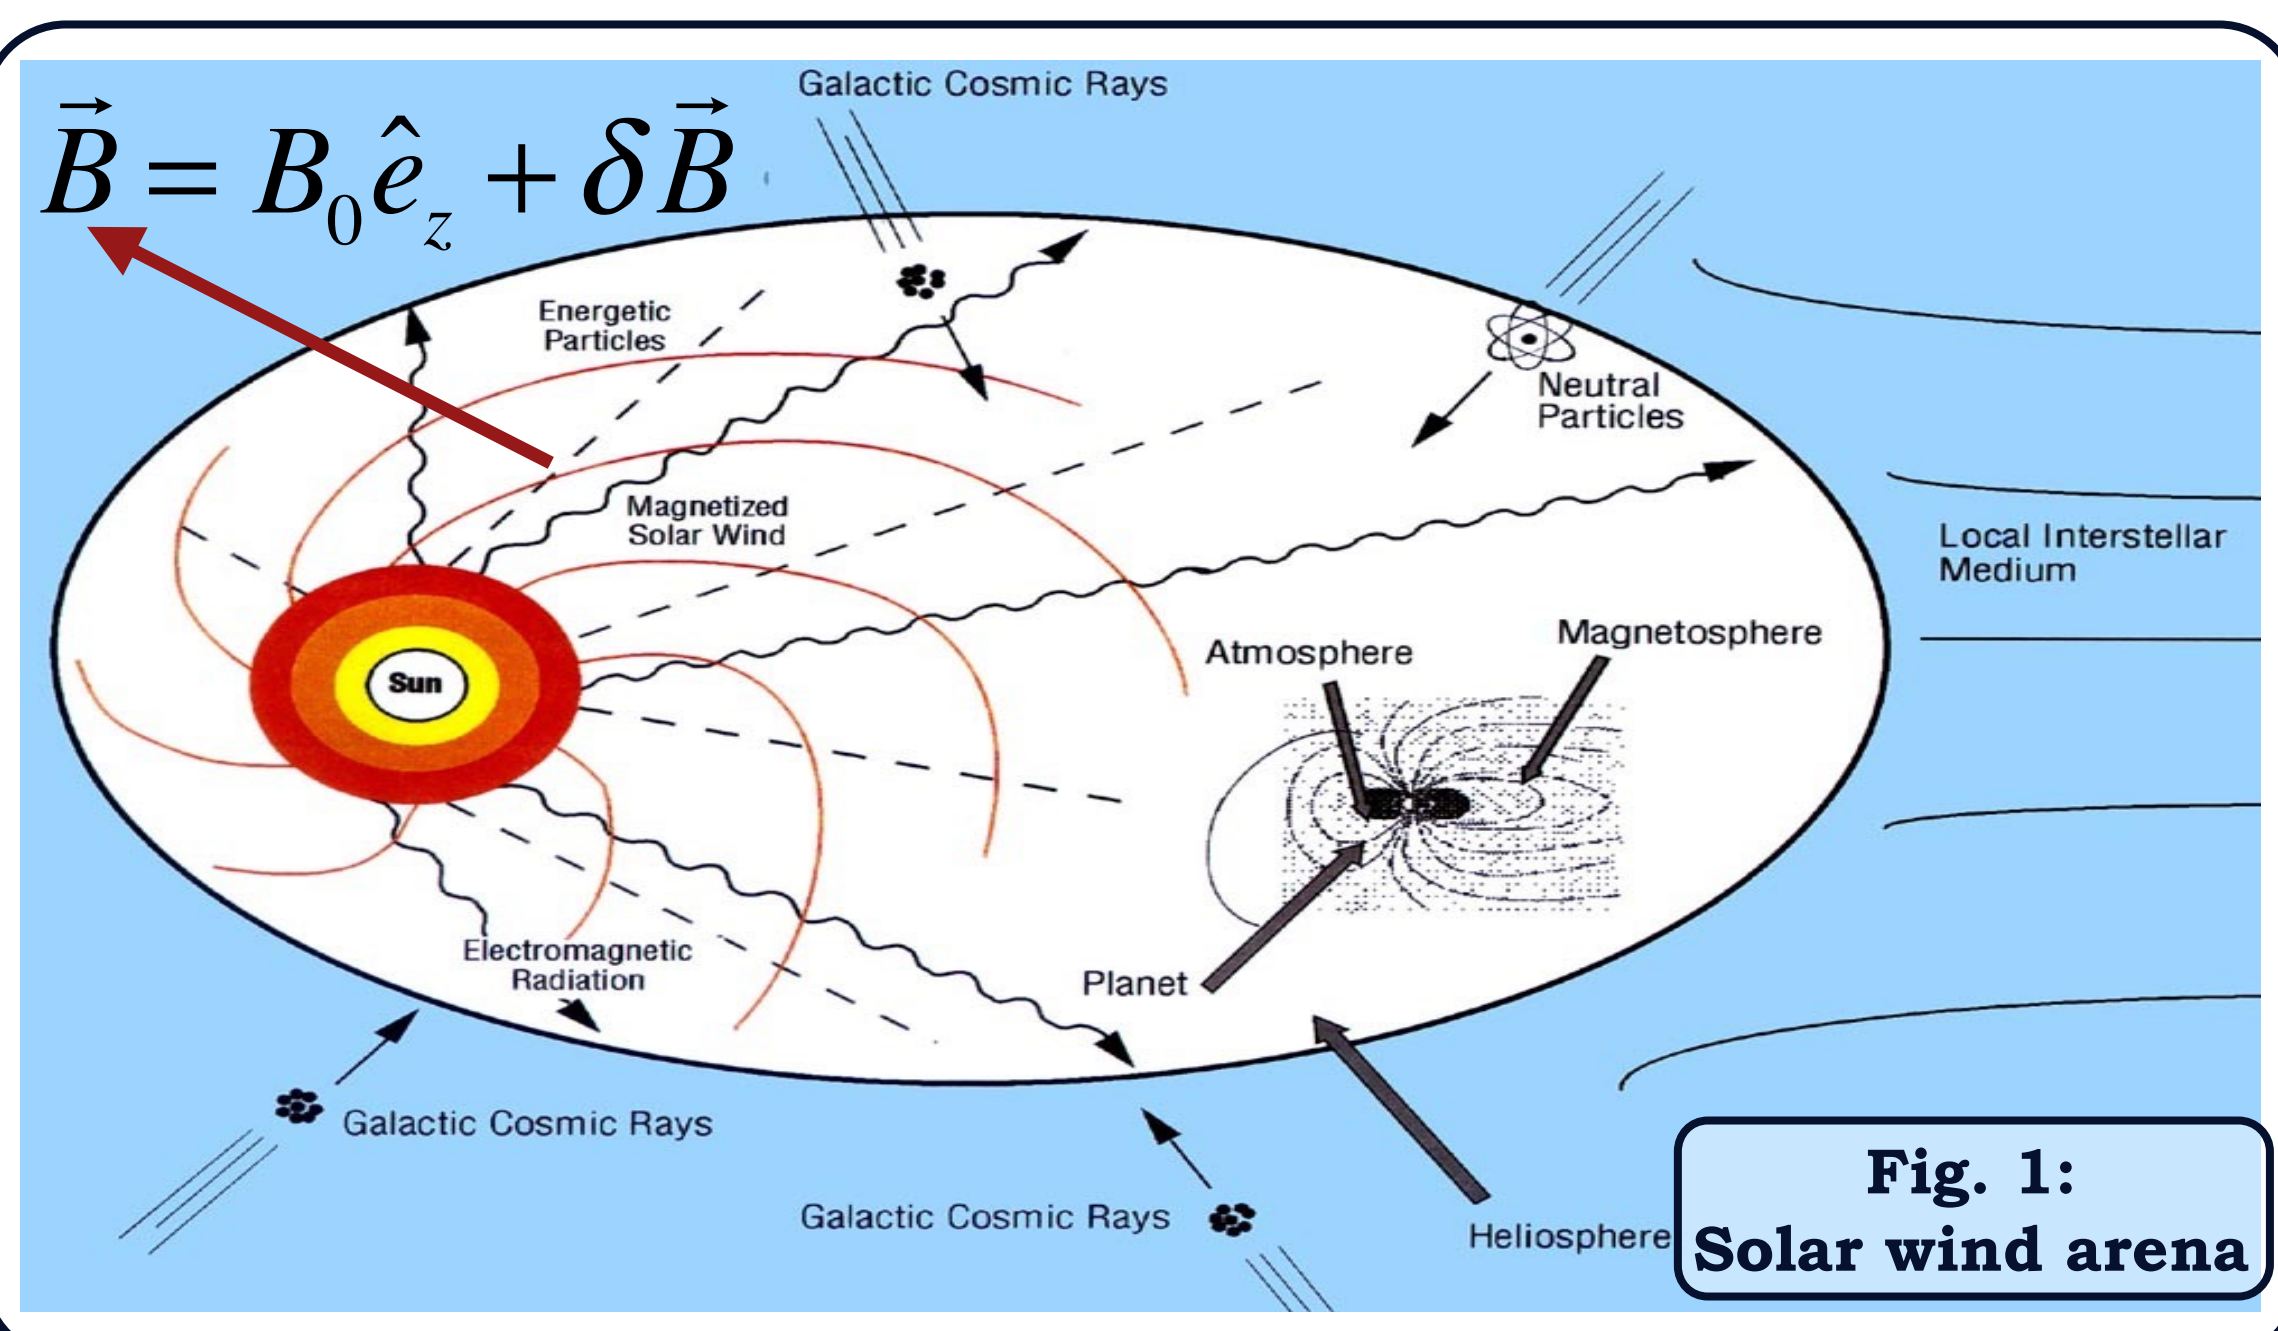 Galactic Cosmic Rays
B⃗ = B₀ê_z + δB⃗
Energetic
Particles
Neutral
Particles
Magnetized
Solar Wind
Local Interstellar
Medium
Atmosphere
Magnetosphere
Sun
Electromagnetic
Radiation
Planet
Galactic Cosmic Rays
Galactic Cosmic Rays
Heliosphere
Fig. 1:
Solar wind arena